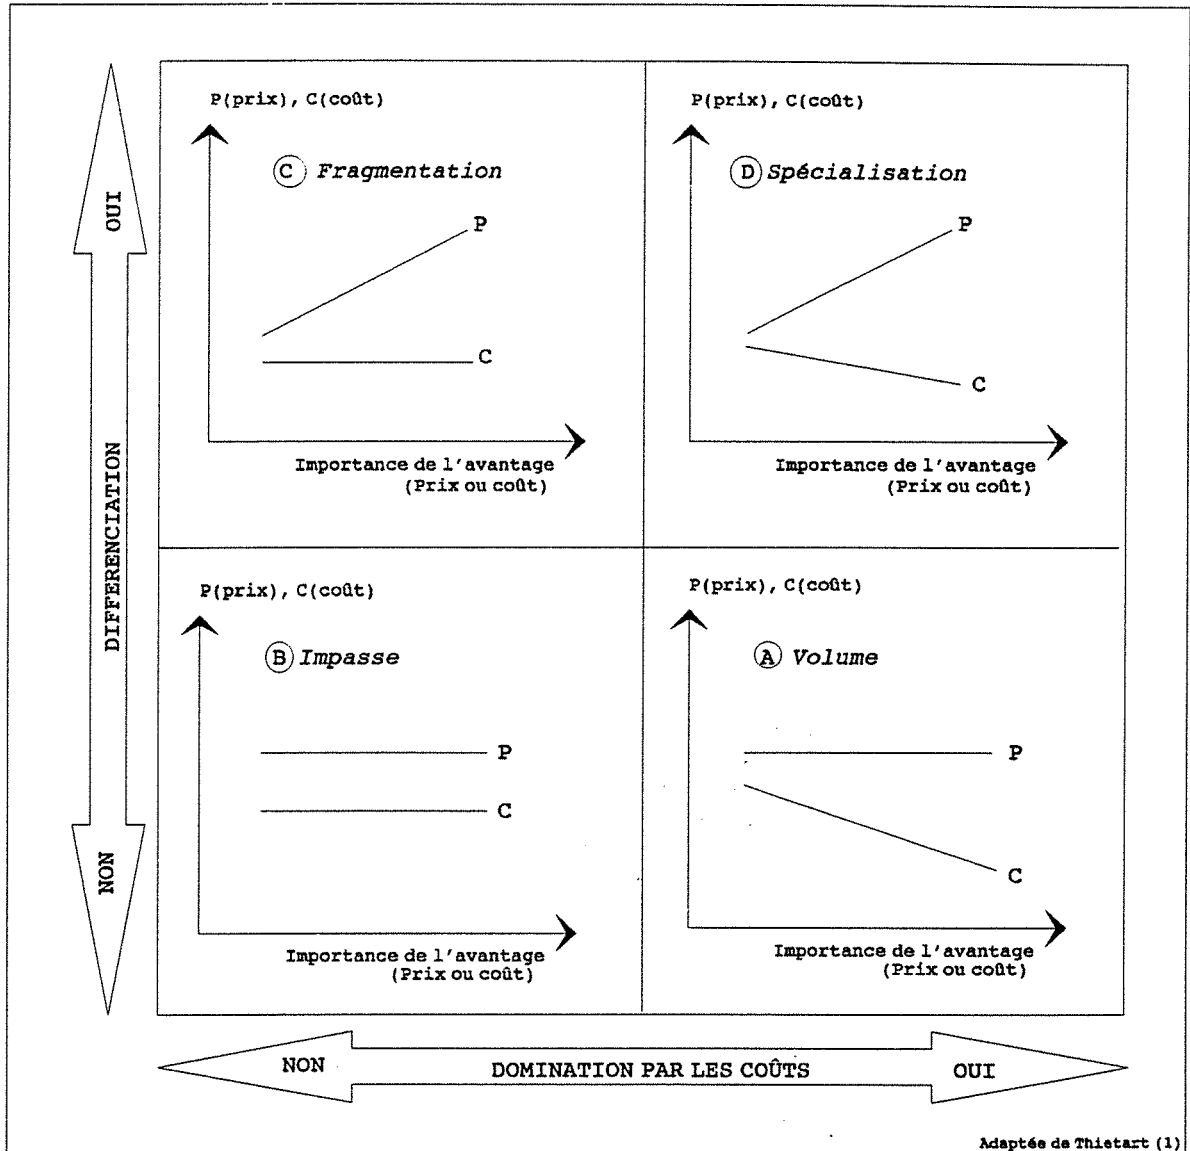 P(prix), C(coût)
C Fragmentation
P
C
Importance de l'avantage
(Prix ou coût)
P(prix), C(coût)
D Spécialisation
P
C
Importance de l'avantage
(Prix ou coût)
P(prix), C(coût)
B Impasse
P
C
Importance de l'avantage
(Prix ou coût)
P(prix), C(coût)
A Volume
P
C
Importance de l'avantage
(Prix ou coût)
OUI
DIFFERENCIATION
NON
NON
DOMINATION PAR LES COÛTS
OUI
Adaptée de Thietart (1)